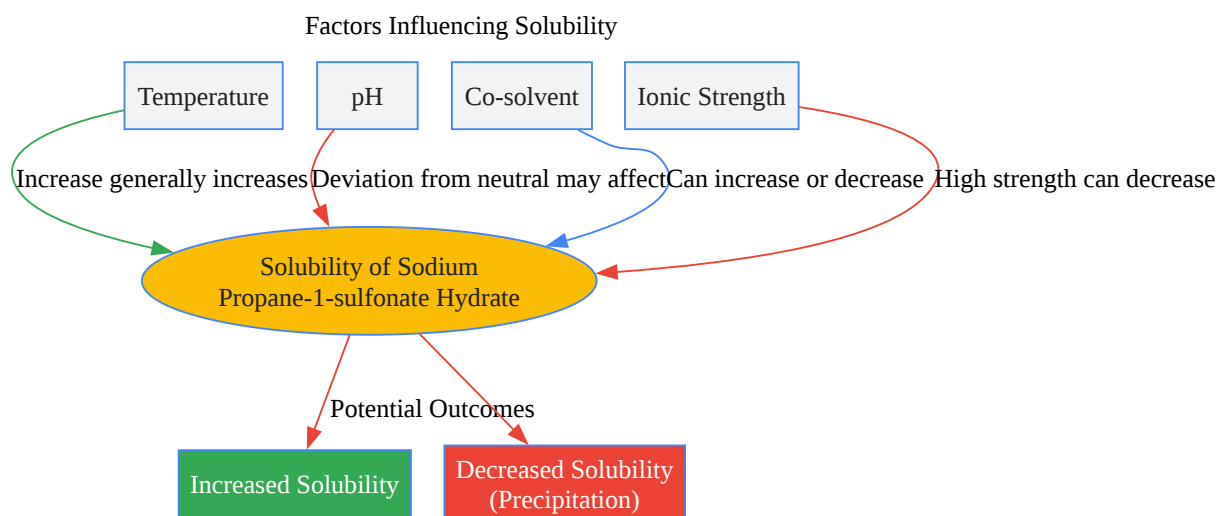 Factors Influencing Solubility
Temperature
pH
Co-solvent
Ionic Strength
Increase generally increases
Deviation from neutral may affect
Can increase or decrease
High strength can decrease
Solubility of Sodium
Propane-1-sulfonate Hydrate
Potential Outcomes
Increased Solubility
Decreased Solubility
(Precipitation)